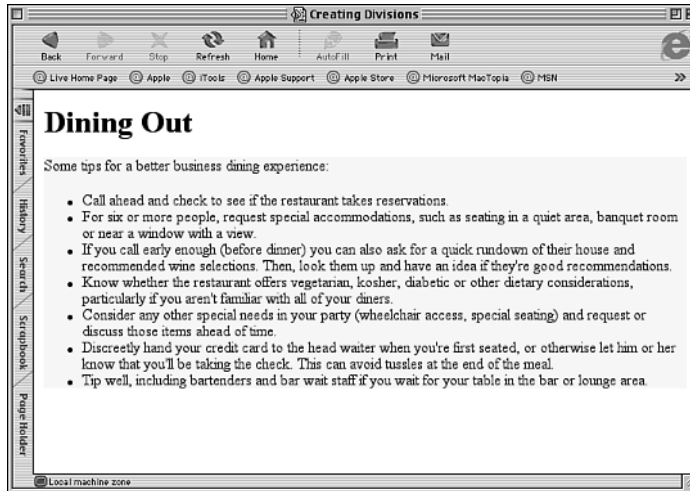 Creating Divisions
Back Forward Stop Refresh Home AutoFill Print Mail
Live Home Page Apple iTools Apple Support Apple Store Microsoft MacTopia MSN
Favorites
History
Search
Scrapbook
Page Holder
Dining Out
Some tips for a better business dining experience:
• Call ahead and check to see if the restaurant takes reservations.
• For six or more people, request special accommodations, such as seating in a quiet area, banquet room
or near a window with a view.
• If you call early enough (before dinner) you can also ask for a quick rundown of their house and
recommended wine selections. Then, look them up and have an idea if they're good recommendations.
• Know whether the restaurant offers vegetarian, kosher, diabetic or other dietary considerations,
particularly if you aren't familiar with all of your diners.
• Consider any other special needs in your party (wheelchair access, special seating) and request or
discuss those items ahead of time.
• Discreetly hand your credit card to the head waiter when you're first seated, or otherwise let him or her
know that you'll be taking the check. This can avoid tussles at the end of the meal.
• Tip well, including bartenders and bar wait staff if you wait for your table in the bar or lounge area.
Local machine zone